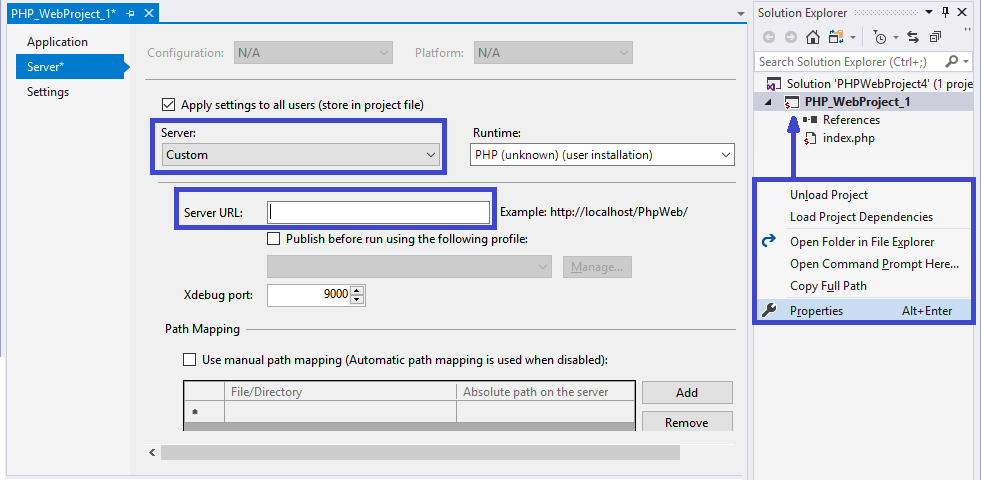 PHP_WebProject_1*
Application
Server*
Settings
Configuration: N/A Platform: N/A
Apply settings to all users (store in project file)
Server: Runtime:
Custom PHP (unknown) (user installation)
Server URL: Example: http://localhost/PhpWeb/
Publish before run using the following profile:
Manage...
Xdebug port: 9000
Path Mapping
Use manual path mapping (Automatic path mapping is used when disabled):
File/Directory Absolute path on the server
*
Add
Remove
Solution Explorer
Search Solution Explorer (Ctrl+;)
Solution 'PHPWebProject4' (1 proje
PHP_WebProject_1
References
index.php
Unload Project
Load Project Dependencies
Open Folder in File Explorer
Open Command Prompt Here...
Copy Full Path
Properties Alt+Enter